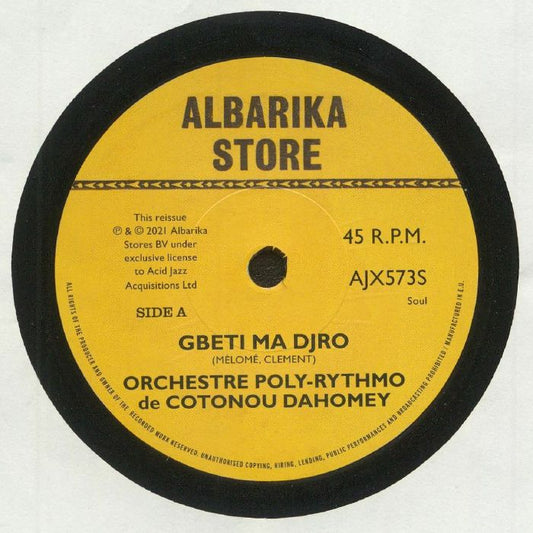 ALBARIKA
STORE
This reissue
℗ & © 2021 Albarika
Stores BV under
exclusive license
to Acid Jazz
Acquisitions Ltd
SIDE A
45 R.P.M.
AJX573S
Soul
GBETI MA DJRO
(MÉLOMÉ, CLEMENT)
ORCHESTRE POLY-RYTHMO
de COTONOU DAHOMEY
ALL RIGHTS OF THE PRODUCER AND OWNER OF THE RECORDED WORK RESERVED. UNAUTHORISED COPYING, HIRING, LENDING, PUBLIC PERFORMANCES AND BROADCASTING PROHIBITED / MANUFACTURED IN E.U.